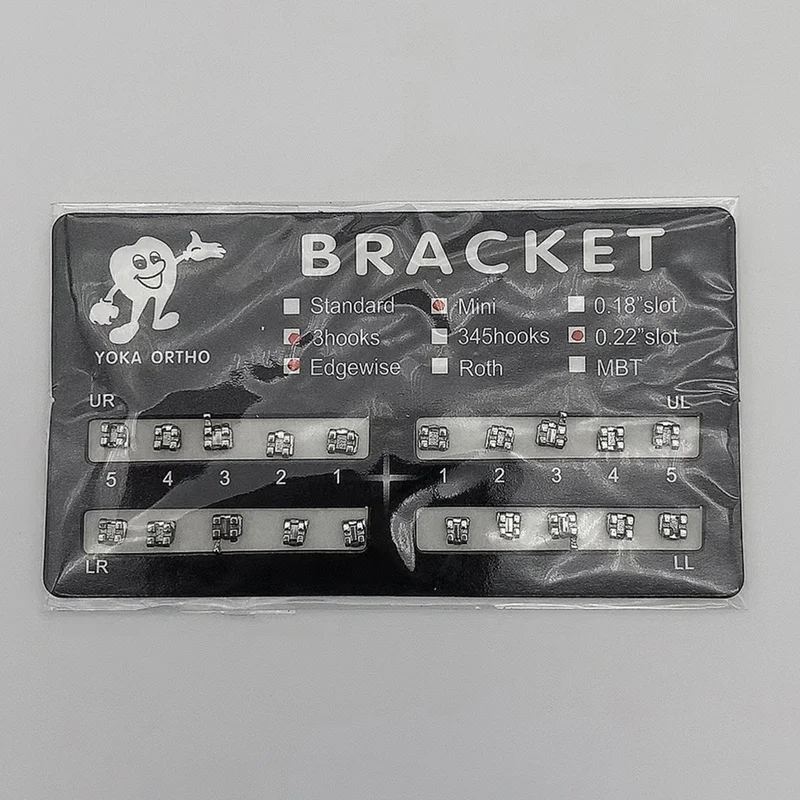 BRACKET
Standard Mini 0.18"slot
3hooks 345hooks 0.22"slot
YOKA ORTHO
Edgewise Roth MBT
UR UL
5 4 3 2 1 1 2 3 4 5
LR LL